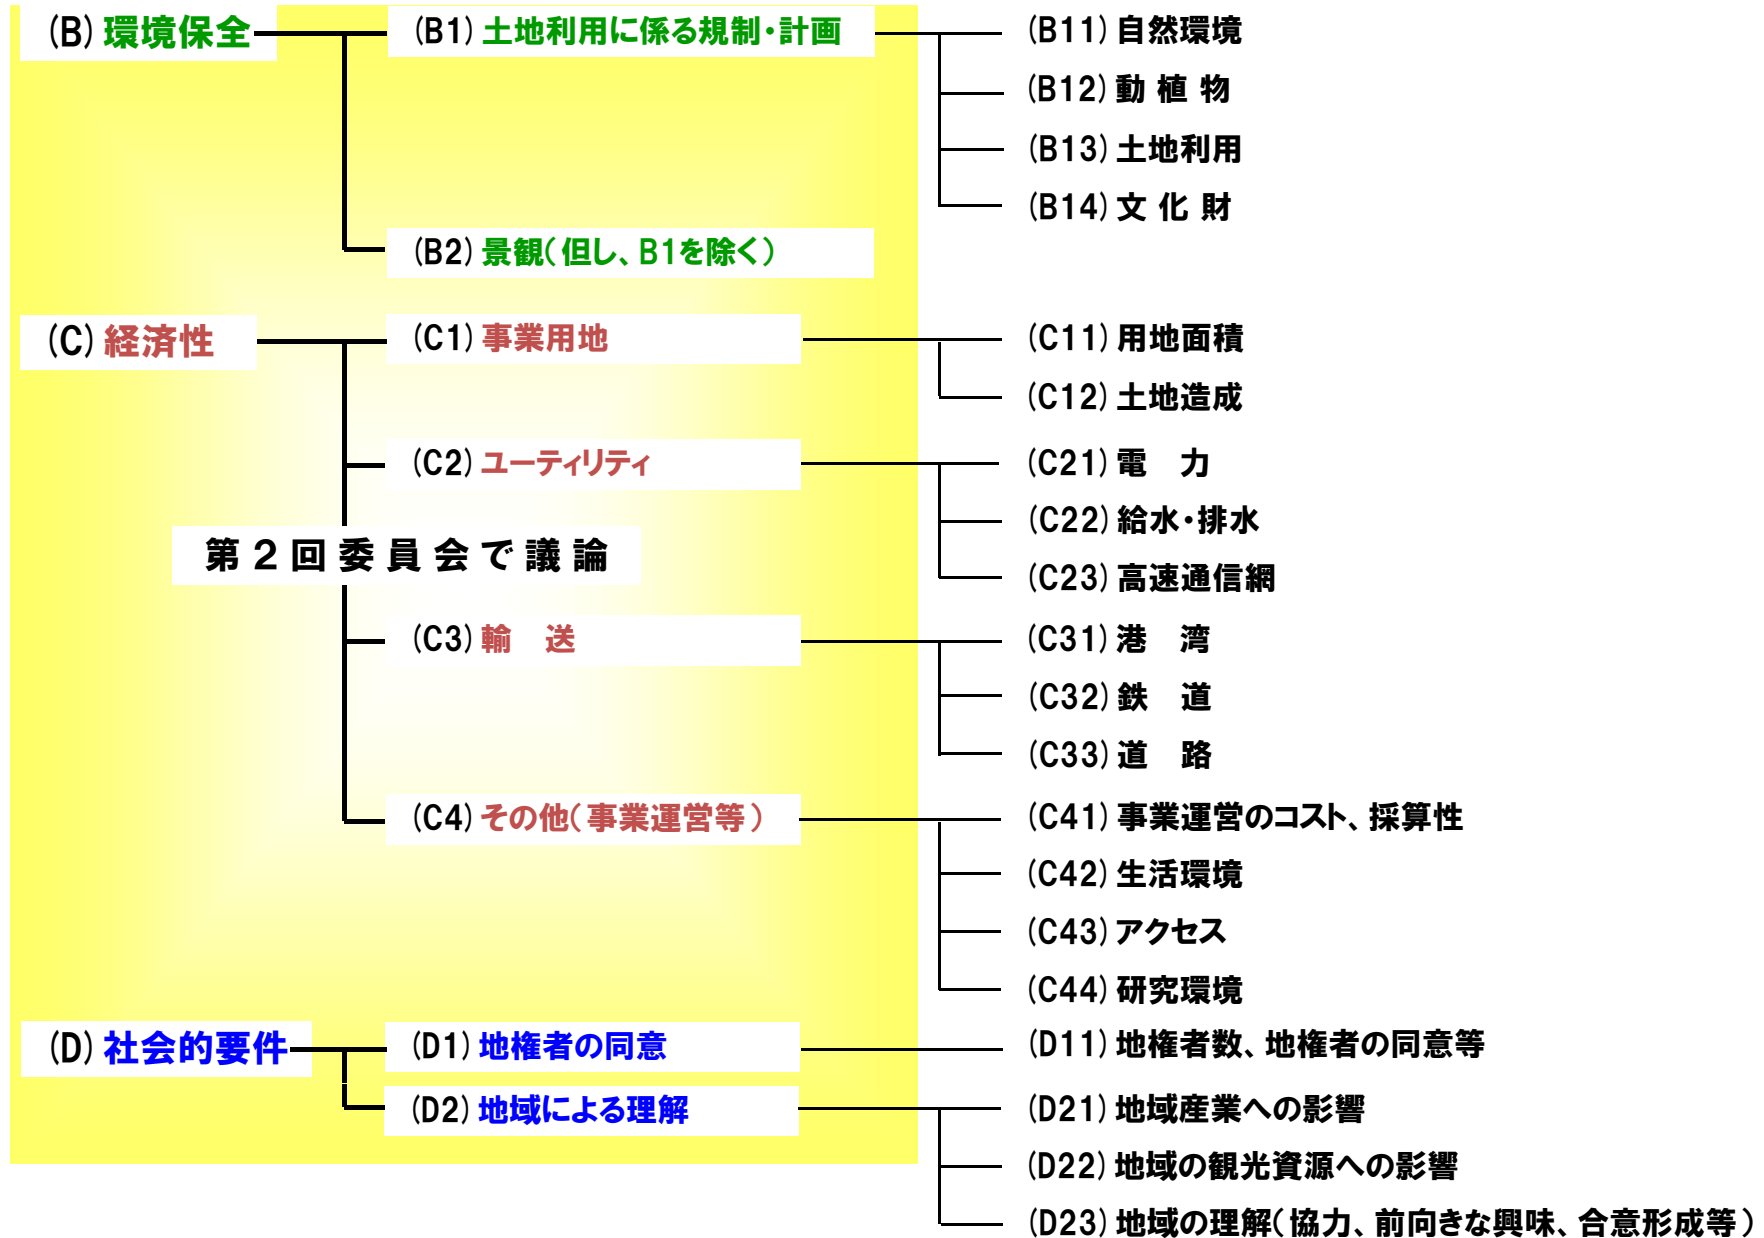 (B) 環境保全
(B1) 土地利用に係る規制・計画
(B11) 自然環境
(B12) 動 植 物
(B13) 土地利用
(B14) 文 化 財
(B2) 景観(但し、B1を除く)
(C) 経済性
(C1) 事業用地
(C11) 用地面積
(C12) 土地造成
(C2) ユーティリティ
(C21) 電　力
(C22) 給水・排水
(C23) 高速通信網
第 2 回 委 員 会 で 議 論
(C3) 輸　送
(C31) 港　湾
(C32) 鉄　道
(C33) 道　路
(C4) その他(事業運営等)
(C41) 事業運営のコスト、採算性
(C42) 生活環境
(C43) アクセス
(C44) 研究環境
(D) 社会的要件
(D1) 地権者の同意
(D11) 地権者数、地権者の同意等
(D2) 地域による理解
(D21) 地域産業への影響
(D22) 地域の観光資源への影響
(D23) 地域の理解(協力、前向きな興味、合意形成等)